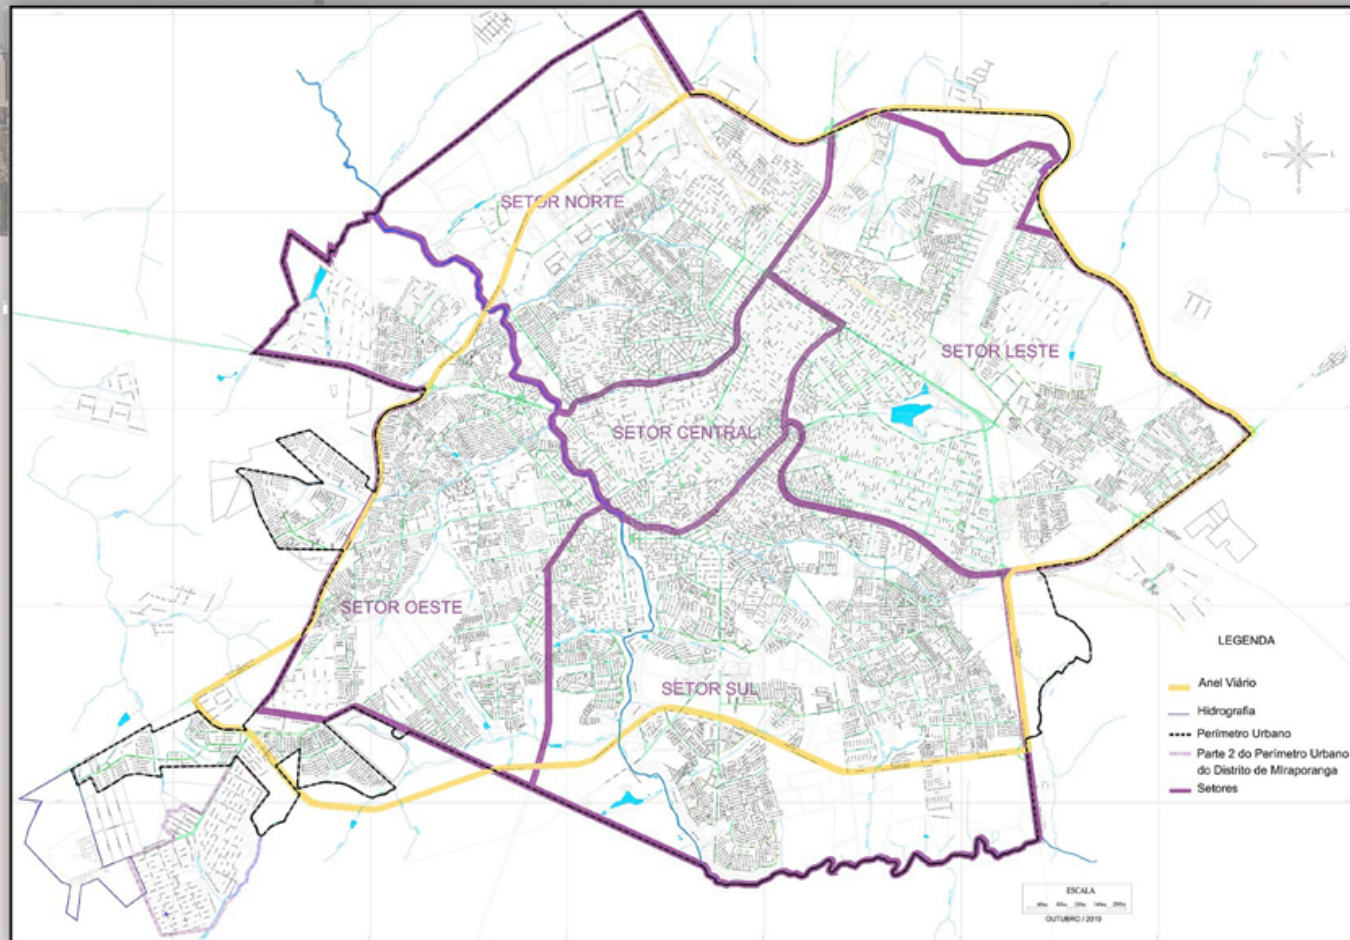 SETOR NORTE
SETOR LESTE
SETOR CENTRAL
SETOR OESTE
SETOR SUL
LEGENDA
Anel Viário
Hidrografia
Perímetro Urbano
Parte 2 do Perímetro Urbano
do Distrito de MIraporanga
Setores
ESCALA
OUTUBRO / 2019